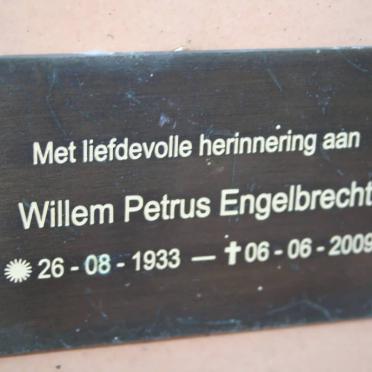 Met liefdevolle herinnering aan
Willem Petrus Engelbrecht
26 - 08 - 1933 — ✝ 06 - 06 - 2009